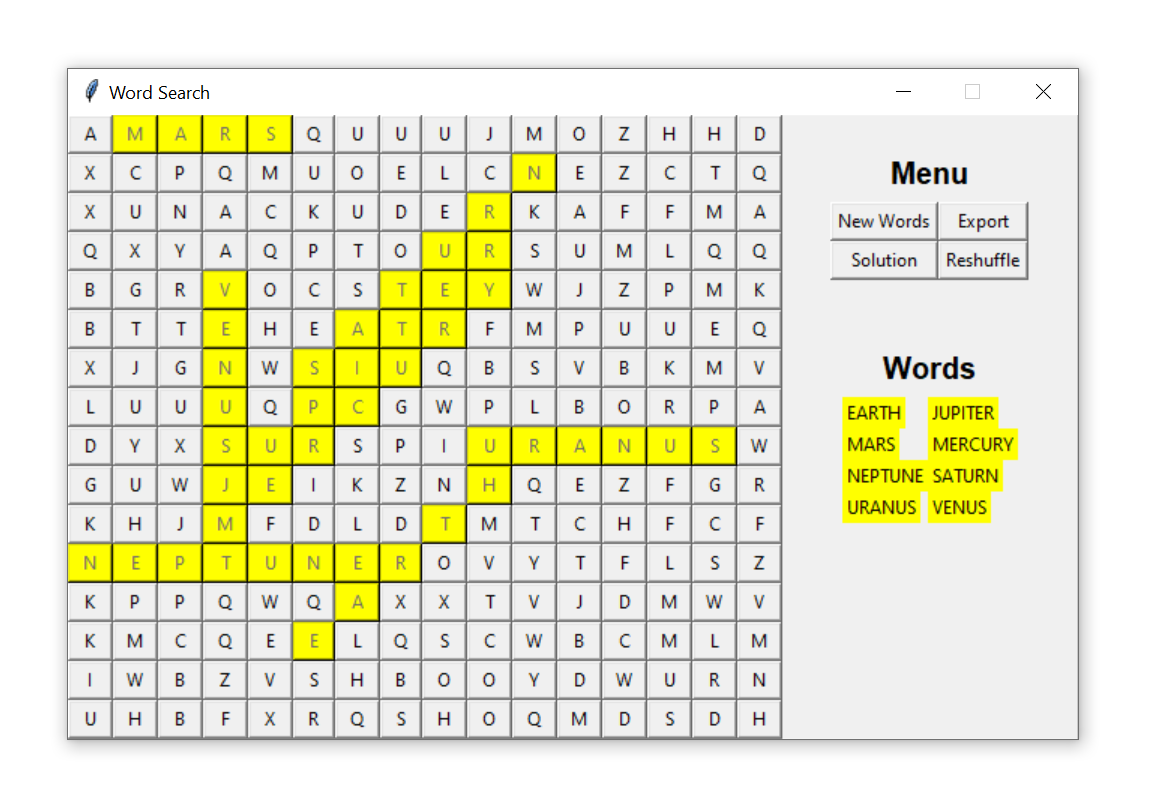 Word Search
A M A R S Q U U U J M O Z H H D
X C P Q M U O E L C N E Z C T Q
X U N A C K U D E R K A F F M A
Q X Y A Q P T O U R S U M L Q Q
B G R V O C S T E Y W J Z P M K
B T T E H E A T R F M P U U E Q
X J G N W S I U Q B S V B K M V
L U U U Q P C G W P L B O R P A
D Y X S U R S P I U R A N U S W
G U W J E I K Z N H Q E Z F G R
K H J M F D L D T M T C H F C F
N E P T U N E R O V Y T F L S Z
K P P Q W Q A X X T V J D M W V
K M C Q E E L Q S C W B C M L M
I W B Z V S H B O O Y D W U R N
U H B F X R Q S H O Q M D S D H
Menu
New Words Export
Solution Reshuffle
Words
EARTH JUPITER
MARS MERCURY
NEPTUNE SATURN
URANUS VENUS